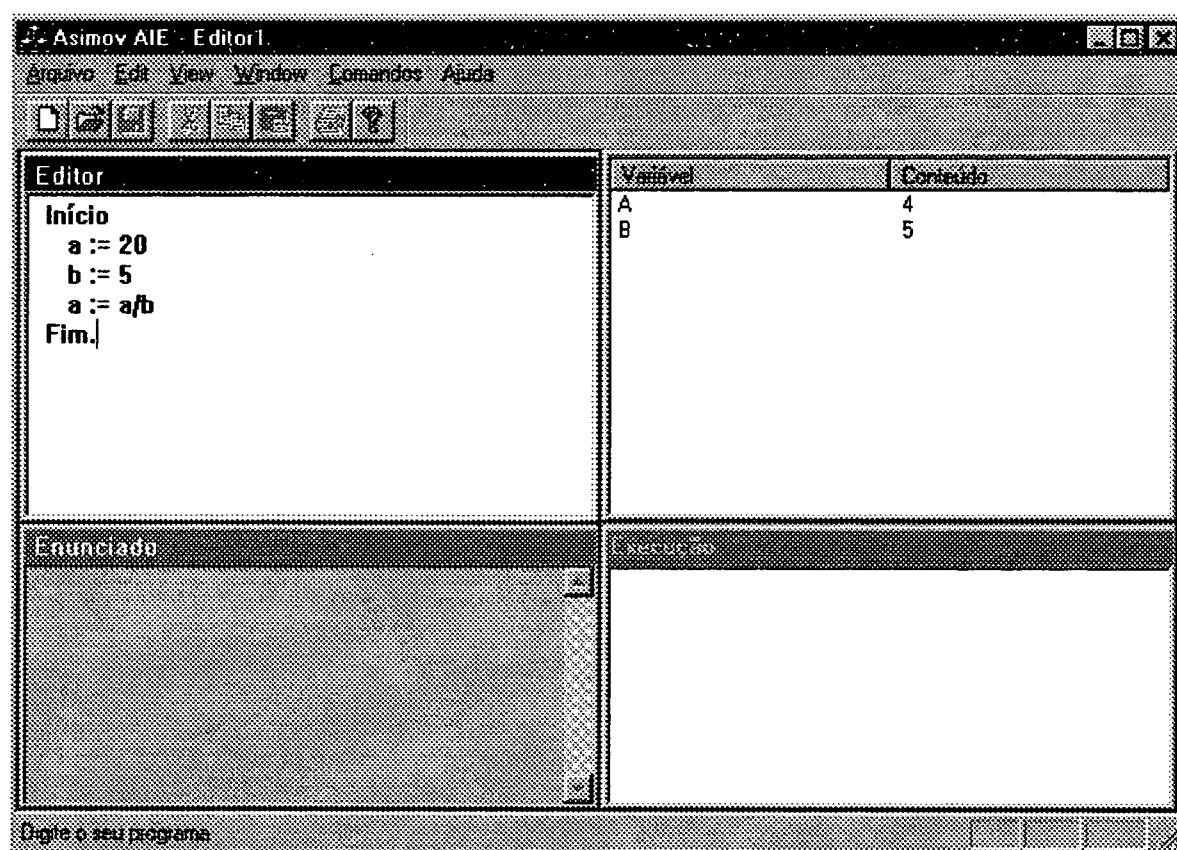 Asimov AIE - Editor1
Arquivo Edit View Window Comandos Ajuda
Editor
Início
a := 20
b := 5
a := a/b
Fim.
Variável Conteúdo
A 4
B 5
Enunciado
Execução
Digite o seu programa